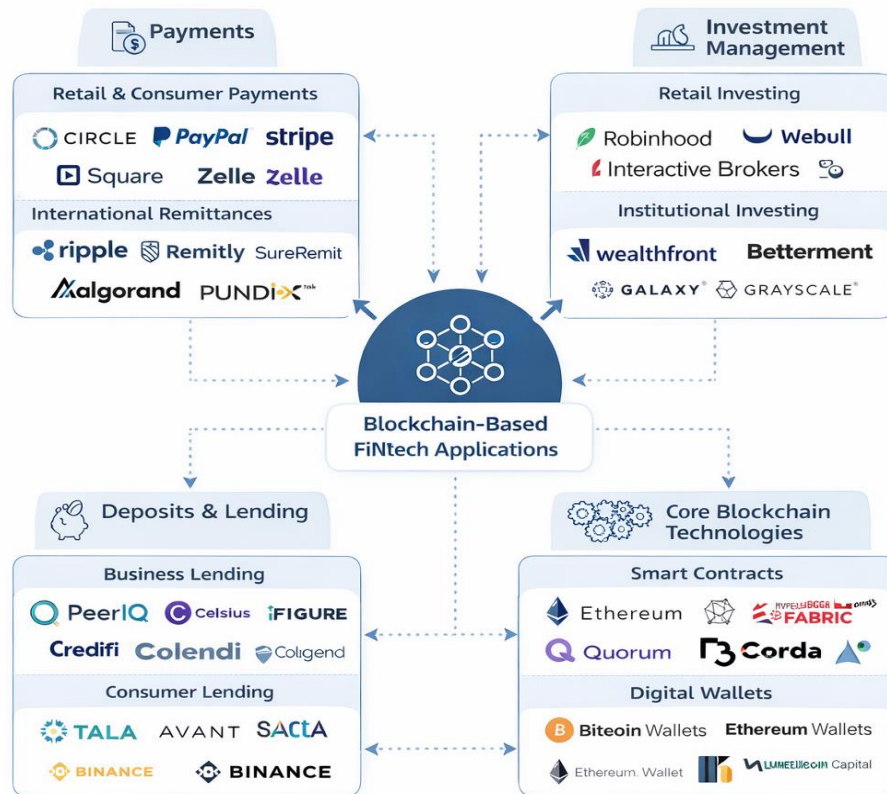 Payments
Retail & Consumer Payments
CIRCLE PayPal stripe
Square Zelle Zelle
International Remittances
ripple Remitly SureRemit
Aalgorand PUNDiX
Investment
Management
Retail Investing
Robinhood Webull
Interactive Brokers
Institutional Investing
wealthfront Betterment
GALAXY GRAYSCALE
Blockchain-Based
FiNtech Applications
Deposits & Lending
Business Lending
PeerIQ Celsius iFIGURE
Credifi Colendi Coligend
Consumer Lending
TALA AVANT SACTA
BINANCE BINANCE
Core Blockchain
Technologies
Smart Contracts
Ethereum
FABRIC
Quorum Corda
Digital Wallets
B Biteoin Wallets Ethereum Wallets
Ethereum. Wallet Capital